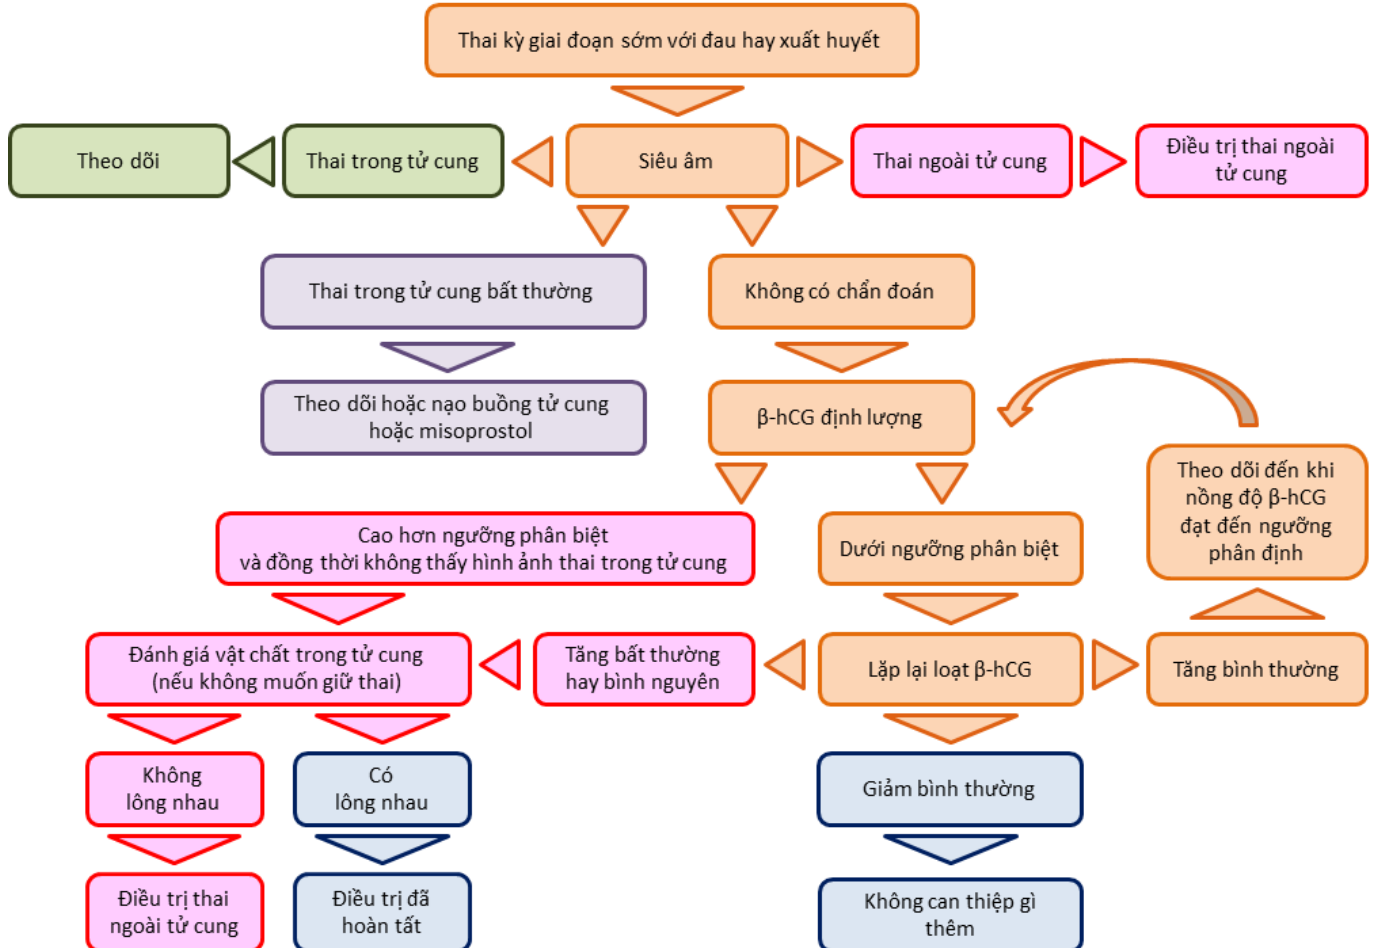 Thai kỳ giai đoạn sớm với đau hay xuất huyết
Theo dõi
Thai trong tử cung
Siêu âm
Thai ngoài tử cung
Điều trị thai ngoài
tử cung
Thai trong tử cung bất thường
Không có chẩn đoán
Theo dõi hoặc nạo buồng tử cung
hoặc misoprostol
β-hCG định lượng
Theo dõi đến khi
nồng độ β-hCG
đạt đến ngưỡng
phân định
Cao hơn ngưỡng phân biệt
và đồng thời không thấy hình ảnh thai trong tử cung
Dưới ngưỡng phân biệt
Đánh giá vật chất trong tử cung
(nếu không muốn giữ thai)
Tăng bất thường
hay bình nguyên
Lặp lại loạt β-hCG
Tăng bình thường
Không
lông nhau
Có
lông nhau
Giảm bình thường
Điều trị thai
ngoài tử cung
Điều trị đã
hoàn tất
Không can thiệp gì
thêm